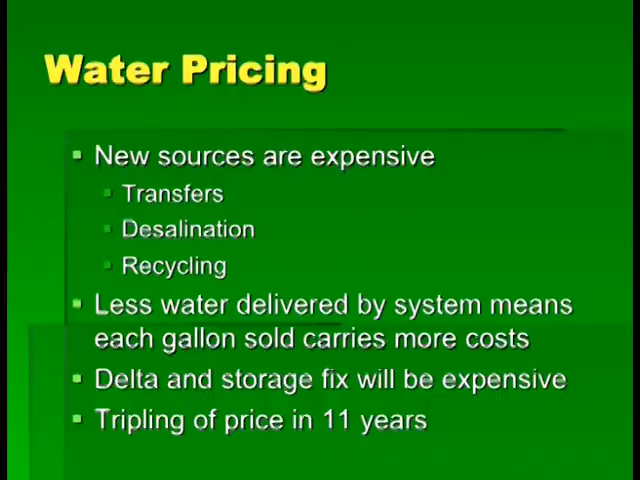 Water Pricing
New sources are expensive
Transfers
Desalination
Recycling
Less water delivered by system means
each gallon sold carries more costs
Delta and storage fix will be expensive
Tripling of price in 11 years